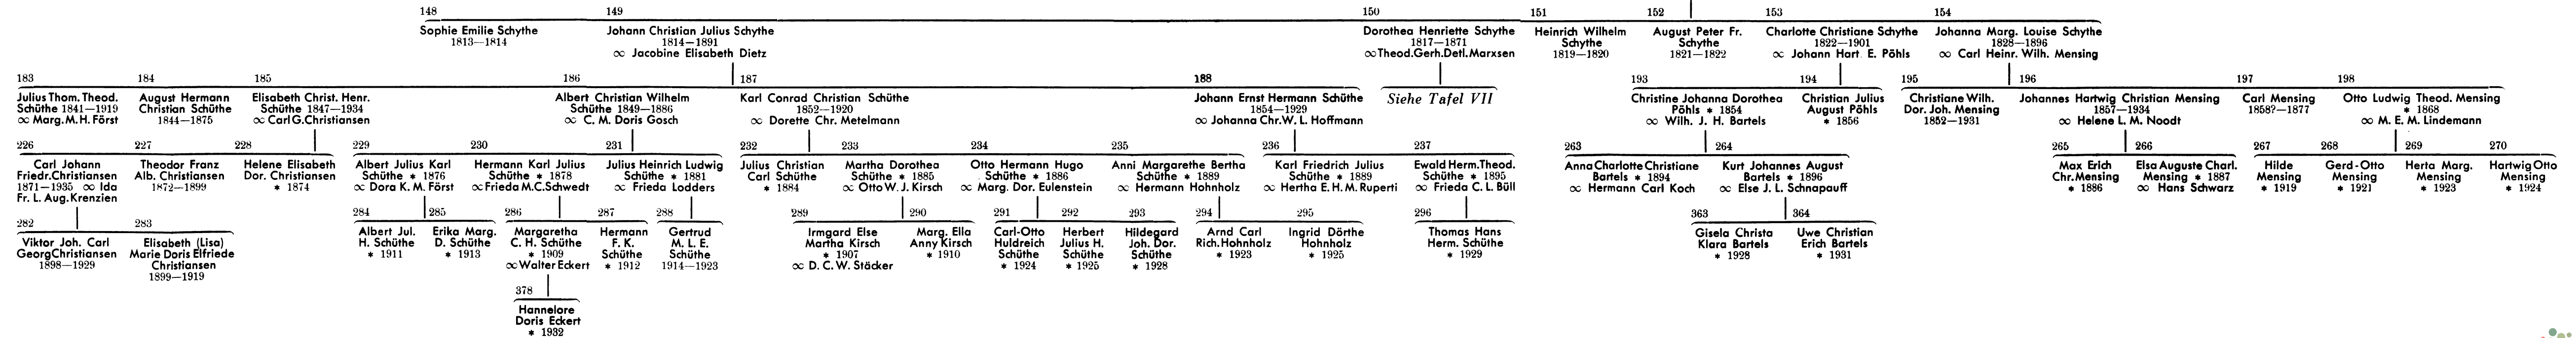 148
Sophie Emilie Schythe
1813—1814
149
Johann Christian Julius Schythe
1814—1891
∞ Jacobine Elisabeth Dietz
150
Dorothea Henriette Schythe
1817—1871
∞Theod.Gerh.Detl.Marxsen
151
Heinrich Wilhelm
Schythe
1819—1820
152
August Peter Fr.
Schythe
1821—1822
153
Charlotte Christiane Schythe
1822—1901
∞ Johann Hart. E. Pöhls
154
Johanna Marg. Louise Schythe
1828—1896
∞ Carl Heinr. Wilh. Mensing
183
Julius Thom. Theod.
Schüthe 1841—1919
∞ Marg. M. H. Först
184
August Hermann
Christian Schüthe
1844—1875
185
Elisabeth Christ. Henr.
Schüthe 1847—1934
∞ Carl G. Christiansen
186
Albert Christian Wilhelm
Schüthe 1849—1886
∞ C. M. Doris Gosch
187
Karl Conrad Christian Schüthe
1852—1920
∞ Dorette Chr. Metelmann
188
Johann Ernst Hermann Schüthe
1854—1929
∞ Johanna Chr. W. L. Hoffmann
Siehe Tafel VII
193
Christine Johanna Dorothea
Pöhls * 1854
∞ Wilh. J. H. Bartels
194
Christian Julius
August Pöhls
* 1856
195
Christiane Wilh.
Dor. Joh. Mensing
1852—1931
196
Johannes Hartwig Christian Mensing
1857—1934
∞ Helene L. M. Noodt
197
Carl Mensing
1858?—1877
198
Otto Ludwig Theod. Mensing
* 1868
∞ M. E. M. Lindemann
226
Carl Johann
Friedr.Christiansen
1871—1935 ∞ Ida
Fr. L. Aug. Krenzien
227
Theodor Franz
Alb. Christiansen
1872—1899
228
Helene Elisabeth
Dor. Christiansen
* 1874
229
Albert Julius Karl
Schüthe * 1876
∞ Dora K. M. Först
230
Hermann Karl Julius
Schüthe * 1878
∞ Frieda M.C.Schwedt
231
Julius Heinrich Ludwig
Schüthe * 1881
∞ Frieda Lodders
232
Julius Christian
Carl Schüthe
* 1884
233
Martha Dorothea
Schüthe * 1885
∞ Otto W. J. Kirsch
234
Otto Hermann Hugo
Schüthe * 1886
∞ Marg. Dor. Eulenstein
235
Anni Margarethe Bertha
Schüthe * 1889
∞ Hermann Hohnholz
236
Karl Friedrich Julius
Schüthe * 1889
∞ Hertha E. H. M. Ruperti
237
Ewald Herm. Theod.
Schüthe * 1895
∞ Frieda C. L. Büll
263
Anna Charlotte Christiane
Bartels * 1894
∞ Hermann Carl Koch
264
Kurt Johannes August
Bartels * 1896
∞ Else J. L. Schnapauff
265
Max Erich
Chr. Mensing
* 1886
266
Elsa Auguste Charl.
Mensing * 1887
∞ Hans Schwarz
267
Hilde
Mensing
* 1919
268
Gerd-Otto
Mensing
* 1921
269
Herta Marg.
Mensing
* 1923
270
Hartwig Otto
Mensing
* 1924
282
Viktor Joh. Carl
Georg Christiansen
1898—1929
283
Elisabeth (Lisa)
Marie Doris Elfriede
Christiansen
1899—1919
284
Albert Jul.
H. Schüthe
* 1911
285
Erika Marg.
D. Schüthe
* 1913
286
Margaretha
C. H. Schüthe
* 1909
∞ Walter Eckert
287
Hermann
F. K.
Schüthe
* 1912
288
Gertrud
M. L. E.
Schüthe
1914—1923
289
Irmgard Else
Martha Kirsch
* 1907
∞ D. C. W. Stäcker
290
Marg. Ella
Anny Kirsch
* 1910
291
Carl-Otto
Huldreich
Schüthe
* 1924
292
Herbert
Julius H.
Schüthe
* 1925
293
Hildegard
Joh. Dor.
Schüthe
* 1928
294
Arnd Carl
Rich. Hohnholz
* 1923
295
Ingrid Dörthe
Hohnholz
* 1925
296
Thomas Hans
Herm. Schüthe
* 1929
363
Gisela Christa
Klara Bartels
* 1928
364
Uwe Christian
Erich Bartels
* 1931
378
Hannelore
Doris Eckert
* 1932